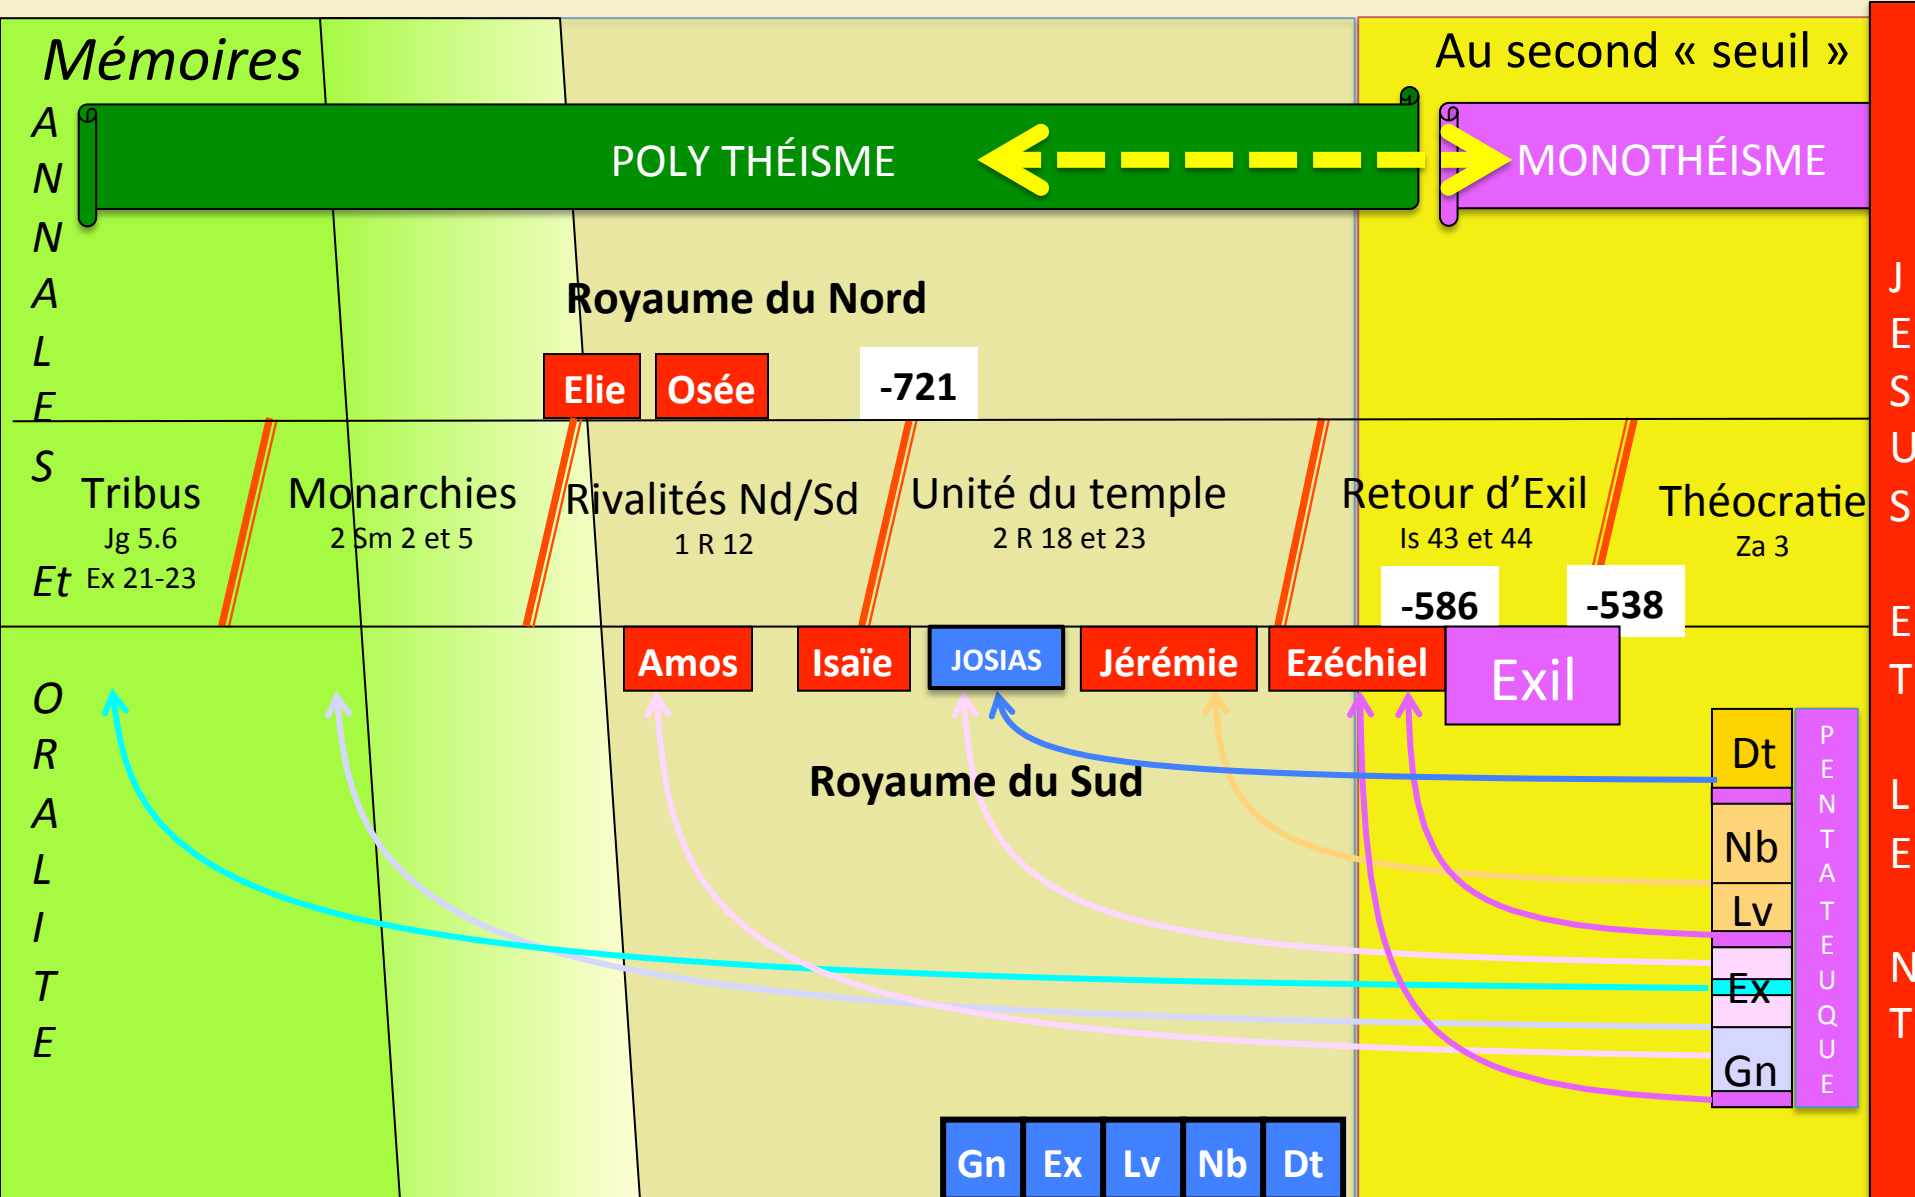 Mémoires
Au second « seuil »
ANNALES
Et
ORALITE
POLY THÉISME
MONOTHÉISME
Royaume du Nord
Elie
Osée
-721
Tribus
Jg 5.6
Ex 21-23
Monarchies
2 Sm 2 et 5
Rivalités Nd/Sd
1 R 12
Unité du temple
2 R 18 et 23
Retour d’Exil
Is 43 et 44
Théocratie
Za 3
-586
-538
Amos
Isaïe
JOSIAS
Jérémie
Ezéchiel
Exil
Royaume du Sud
Dt
Nb
Lv
Ex
Gn
PENTATEUQUE
Gn
Ex
Lv
Nb
Dt
JESUS ET LE NT